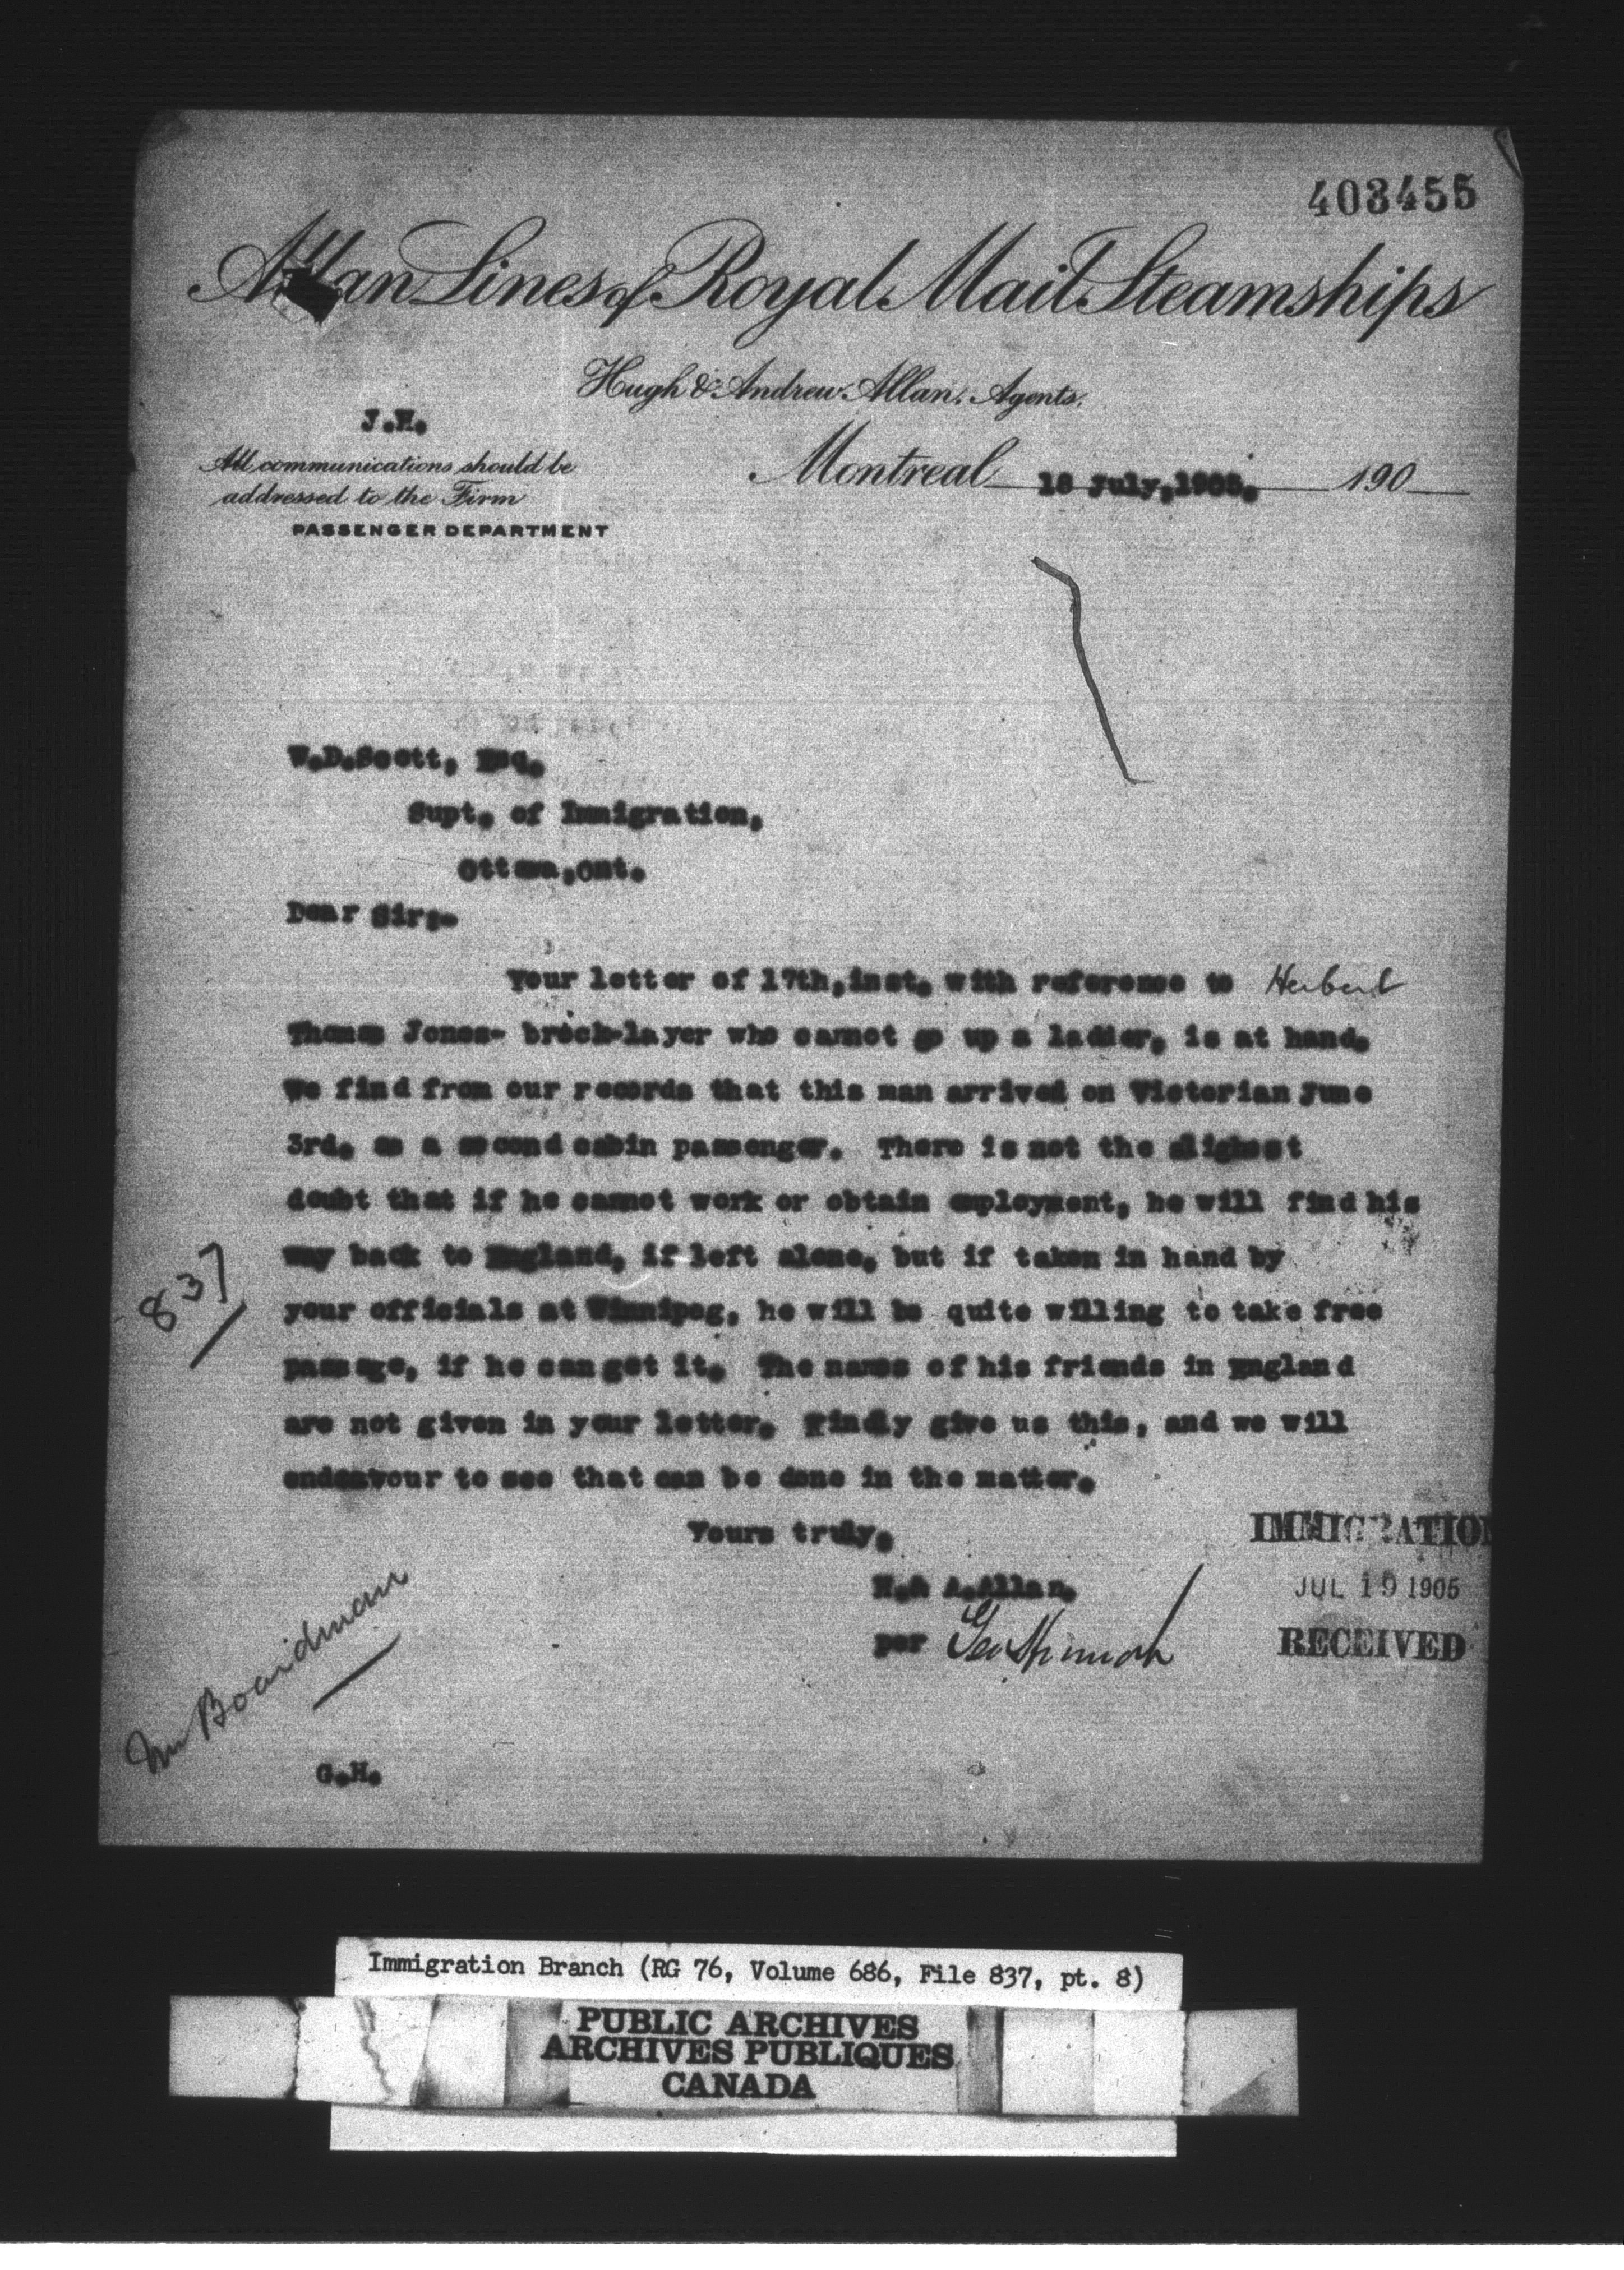 403455
Allan Lines of Royal Mail Steamships
Hugh & Andrew Allan. Agents.
J.H.
All communications should be
addressed to the Firm
PASSENGER DEPARTMENT
Montreal 18 July,1905. 190
W.D.Scott, Esq.
Supt. of Immigration,
Ottawa,Ont.
Dear Sir:-
Your letter of 17th,inst. with reference to Herbert
Thomas Jones- brick-layer who cannot go up a ladder, is at hand.
We find from our records that this man arrived on Victorian June
3rd. as a second cabin passenger. There is not the slighest
doubt that if he cannot work or obtain employment, he will find his
way back to England, if left alone, but if taken in hand by
your officials at Winnipeg, he will be quite willing to take free
passage, if he can get it. The names of his friends in England
are not given in your letter. Kindly give us this, and we will
endeavour to see that can be done in the matter.
837
Yours truly,
H.& A.Allan,
per Geo Hannah
IMMIGRATION
JUL 19 1905
RECEIVED
Mr Boardman
G.H.
Immigration Branch (RG 76, Volume 686, File 837, pt. 8)
PUBLIC ARCHIVES
ARCHIVES PUBLIQUES
CANADA